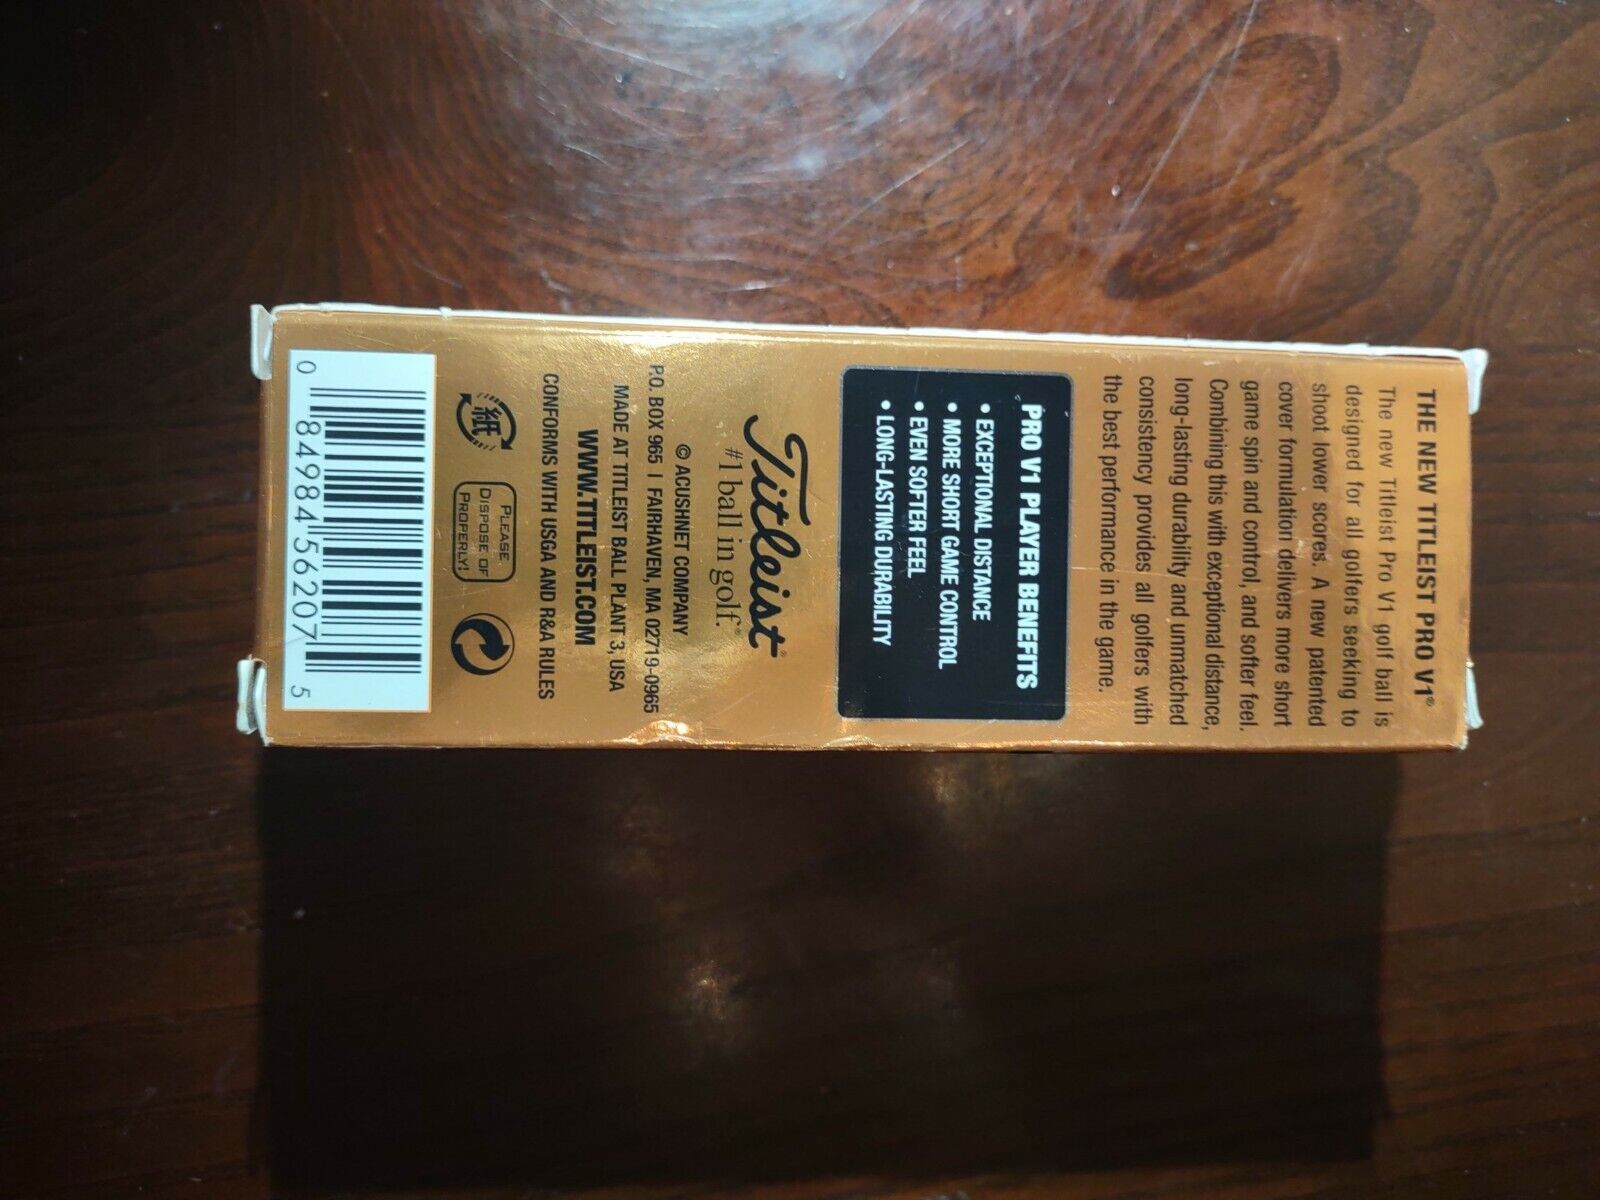 THE NEW TITLEIST PRO V1®
The new Titleist Pro V1 golf ball is
designed for all golfers seeking to
shoot lower scores. A new patented
cover formulation delivers more short
game spin and control, and softer feel.
Combining this with exceptional distance,
long-lasting durability and unmatched
consistency provides all golfers with
the best performance in the game.
PRO V1 PLAYER BENEFITS
• EXCEPTIONAL DISTANCE
• MORE SHORT GAME CONTROL
• EVEN SOFTER FEEL
• LONG-LASTING DURABILITY
Titleist®
#1 ball in golf.®
© ACUSHNET COMPANY
P.O. BOX 965 | FAIRHAVEN, MA 02719-0965
MADE AT TITLEIST BALL PLANT 3, USA
WWW.TITLEIST.COM
CONFORMS WITH USGA AND R&A RULES
紙
PLEASE
DISPOSE OF
PROPERLY!
0 84984 56207 5